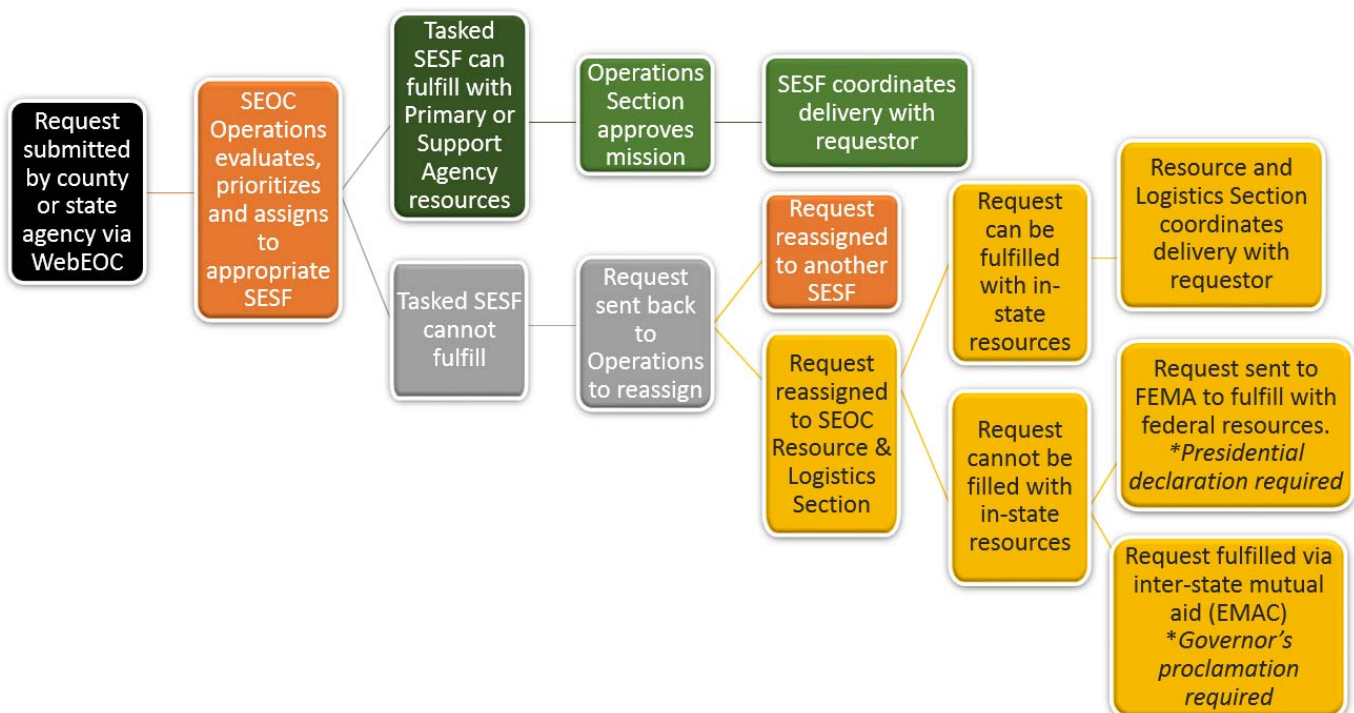 Request
submitted
by county
or state
agency via
WebEOC
SEOC
Operations
evaluates,
prioritizes
and assigns
to
appropriate
SESF
Tasked
SESF can
fulfill with
Primary or
Support
Agency
resources
Operations
Section
approves
mission
SESF coordinates
delivery with
requestor
Tasked SESF
cannot
fulfill
Request
sent back
to
Operations
to reassign
Request
reassigned
to another
SESF
Request
reassigned
to SEOC
Resource &
Logistics
Section
Request
can be
fulfilled
with in-
state
resources
Resource and
Logistics Section
coordinates
delivery with
requestor
Request
cannot be
filled with
in-state
resources
Request sent to
FEMA to fulfill with
federal resources.
*Presidential
declaration required
Request fulfilled via
inter-state mutual
aid (EMAC)
*Governor’s
proclamation
required